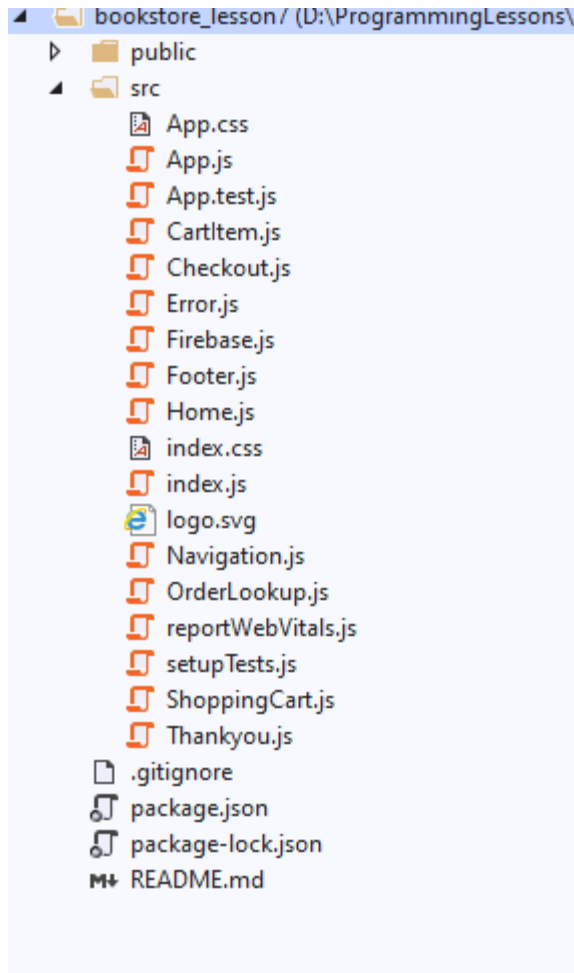 bookstore_lesson7 (D:\ProgrammingLessons\
public
src
App.css
App.js
App.test.js
CartItem.js
Checkout.js
Error.js
Firebase.js
Footer.js
Home.js
index.css
index.js
logo.svg
Navigation.js
OrderLookup.js
reportWebVitals.js
setupTests.js
ShoppingCart.js
Thankyou.js
.gitignore
package.json
package-lock.json
README.md